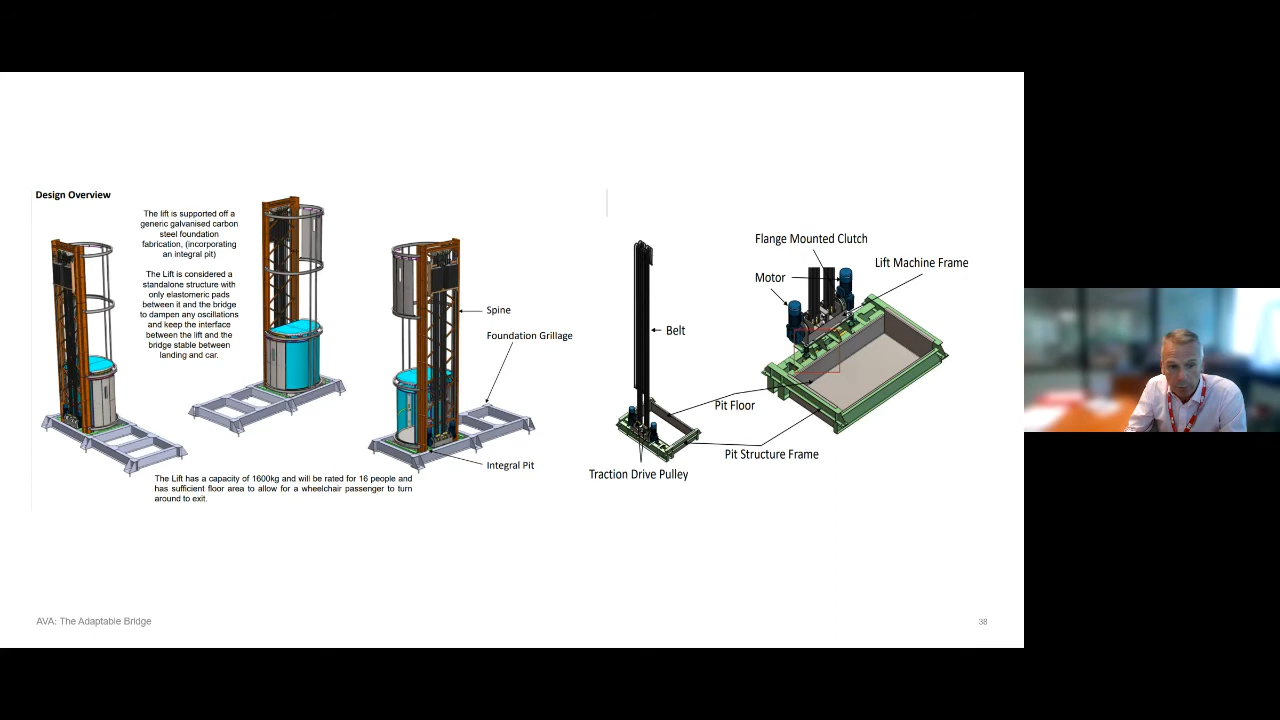 Design Overview
The lift is supported off a
generic galvanised carbon
steel foundation
fabrication, (incorporating
an integral pit)
The Lift is considered a
standalone structure with
only elastomeric pads
between it and the bridge
to dampen any oscillations
and keep the interface
between the lift and the
bridge stable between
landing and car.
Spine
Foundation Grillage
Integral Pit
The Lift has a capacity of 1600kg and will be rated for 16 people and
has sufficient floor area to allow for a wheelchair passenger to turn
around to exit.
Flange Mounted Clutch
Lift Machine Frame
Motor
Belt
Pit Floor
Pit Structure Frame
Traction Drive Pulley
AVA: The Adaptable Bridge
38